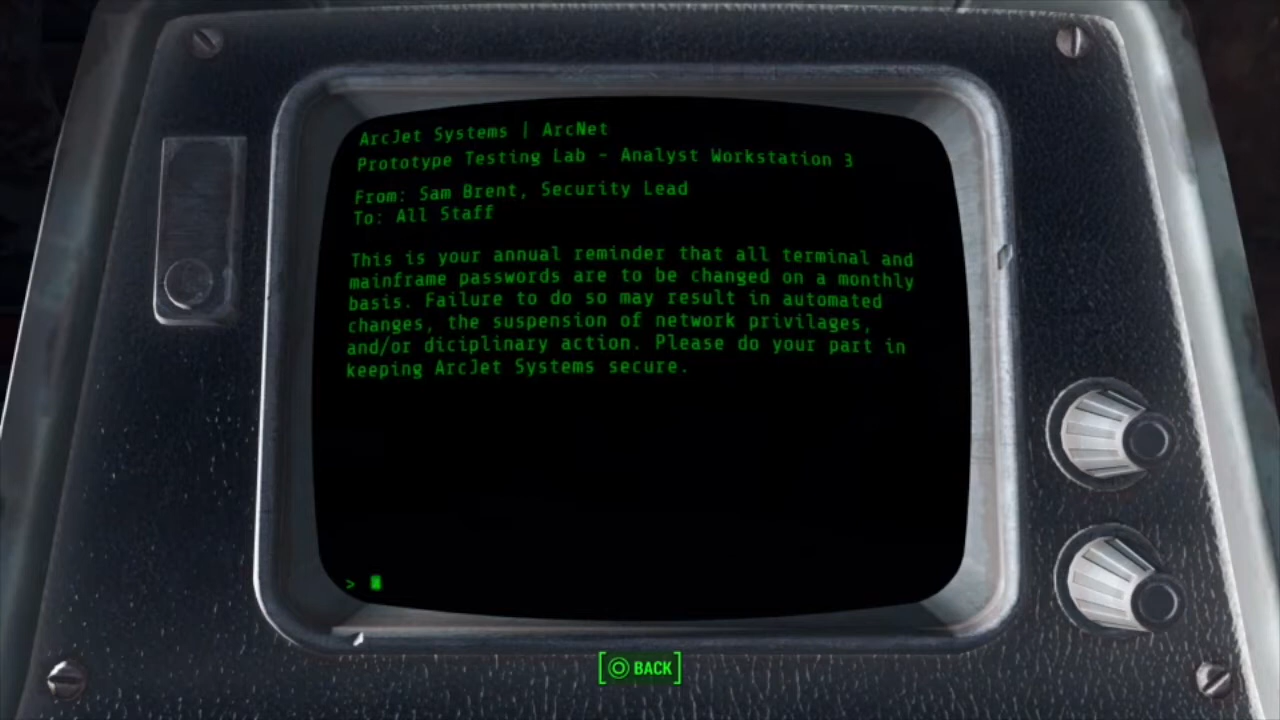 ArcJet Systems | ArcNet
Prototype Testing Lab - Analyst Workstation 3
From: Sam Brent, Security Lead
To: All Staff
This is your annual reminder that all terminal and
mainframe passwords are to be changed on a monthly
basis. Failure to do so may result in automated
changes, the suspension of network privilages,
and/or diciplinary action. Please do your part in
keeping ArcJet Systems secure.
>
BACK